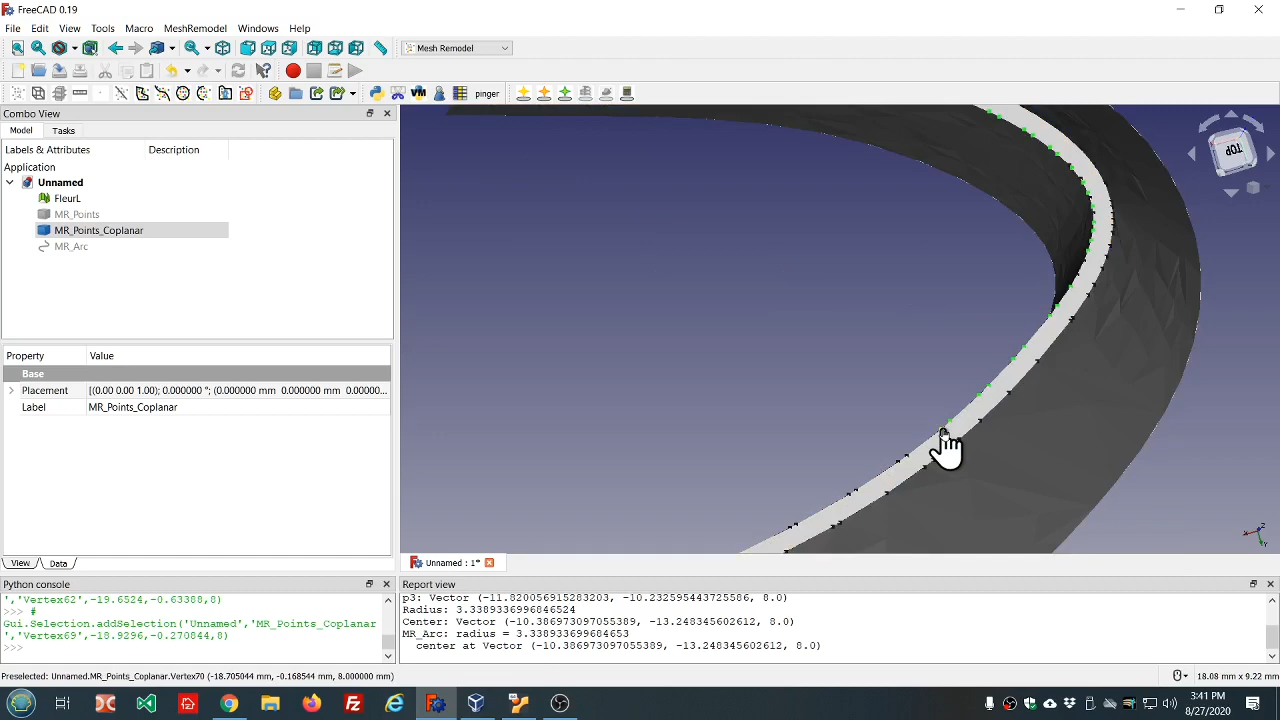 FreeCAD 0.19
File Edit View Tools Macro MeshRemodel Windows Help
Mesh Remodel
pinger
Combo View
Model Tasks
Labels & Attributes Description
Application
Unnamed
FleurL
MR_Points
MR_Points_Coplanar
MR_Arc
TOP
Property Value
Base
Placement [(0.00 0.00 1.00); 0.000000 °; (0.000000 mm 0.000000 mm 0.00000...
Label MR_Points_Coplanar
View Data
Unnamed : 1*
Python console
','Vertex62',-19.6524,-0.63388,8)
>>> #
Gui.Selection.addSelection('Unnamed','MR_Points_Coplanar
','Vertex69',-18.9296,-0.270844,8)
>>>
Report view
p3: Vector (-11.820056915283203, -10.232595443725586, 8.0)
Radius: 3.3389336996846524
Center: Vector (-10.386973097055389, -13.248345602612, 8.0)
MR_Arc: radius = 3.338933699684653
center at Vector (-10.386973097055389, -13.248345602612, 8.0)
Preselected: Unnamed.MR_Points_Coplanar.Vertex70 (-18.705044 mm, -0.168544 mm, 8.000000 mm)
18.08 mm x 9.22 mm
3:41 PM
8/27/2020